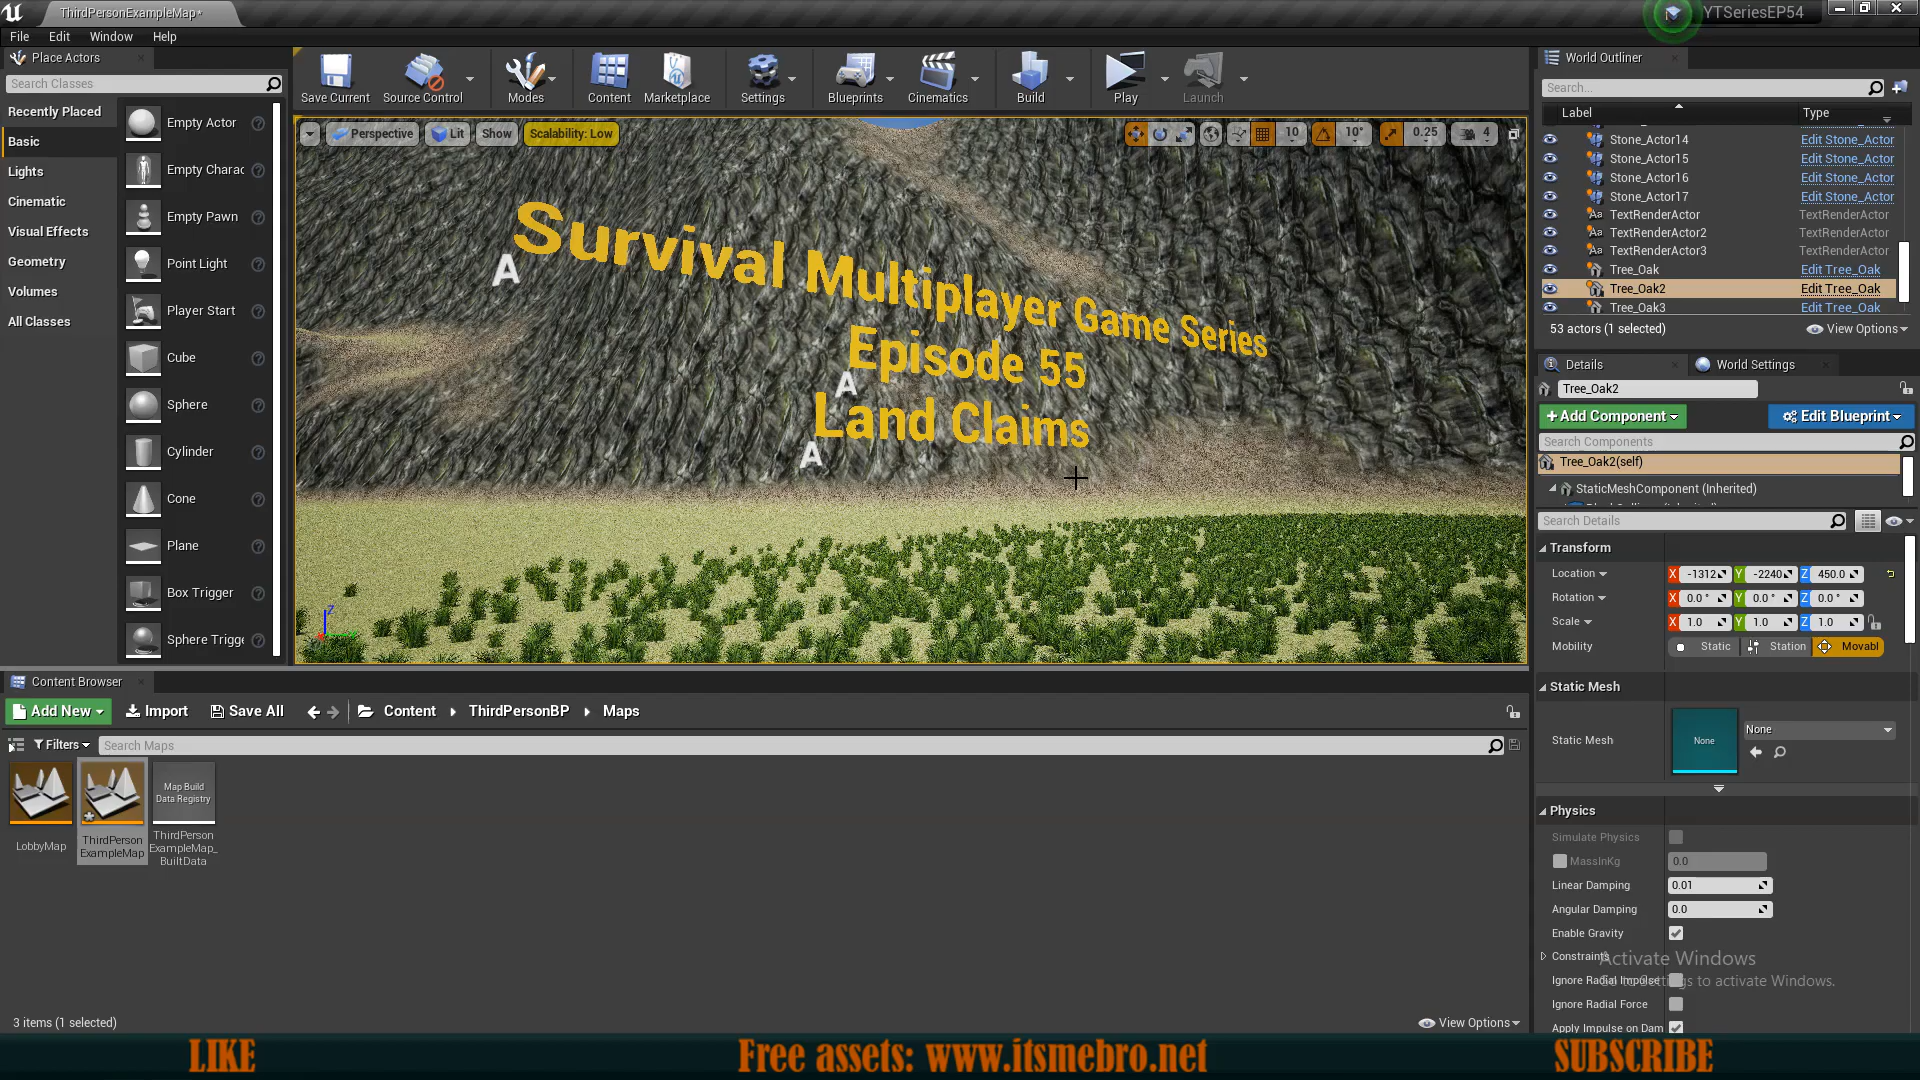 ThirdPersonExampleMap*
YTSeriesEP54
File Edit Window Help
Place Actors
Search Classes
Recently Placed
Basic
Lights
Cinematic
Visual Effects
Geometry
Volumes
All Classes
Empty Actor
Empty Charac
Empty Pawn
Point Light
Player Start
Cube
Sphere
Cylinder
Cone
Plane
Box Trigger
Sphere Trigge
Save Current
Source Control
Modes
Content
Marketplace
Settings
Blueprints
Cinematics
Build
Play
Launch
Perspective
Lit
Show
Scalability: Low
10
10°
0.25
4
Survival Multiplayer Game Series
Episode 55
Land Claims
A
A
A
Z
World Outliner
Search...
Label Type
Stone_Actor14 Edit Stone_Actor
Stone_Actor15 Edit Stone_Actor
Stone_Actor16 Edit Stone_Actor
Stone_Actor17 Edit Stone_Actor
TextRenderActor TextRenderActor
TextRenderActor2 TextRenderActor
TextRenderActor3 TextRenderActor
Tree_Oak Edit Tree_Oak
Tree_Oak2 Edit Tree_Oak
Tree_Oak3 Edit Tree_Oak
53 actors (1 selected)
View Options
Details
World Settings
Tree_Oak2
+Add Component
Edit Blueprint
Search Components
Tree_Oak2(self)
StaticMeshComponent (Inherited)
Search Details
Transform
Location X -1312 Y -2240 Z 450.0
Rotation X 0.0 ° Y 0.0 ° Z 0.0 °
Scale X 1.0 Y 1.0 Z 1.0
Mobility Static Station Movabl
Static Mesh
Static Mesh
None
None
Physics
Simulate Physics
MassInKg 0.0
Linear Damping 0.01
Angular Damping 0.0
Enable Gravity
Constraints
Ignore Radial Impulse
Ignore Radial Force
Apply Impulse on Dam
Activate Windows
Go to Settings to activate Windows.
Content Browser
Add New
Import
Save All
Content
ThirdPersonBP
Maps
Filters
Search Maps
LobbyMap
ThirdPerson
ExampleMap
Map Build
Data Registry
ThirdPerson
ExampleMap_
BuiltData
3 items (1 selected)
View Options
LIKE
Free assets: www.itsmebro.net
SUBSCRIBE